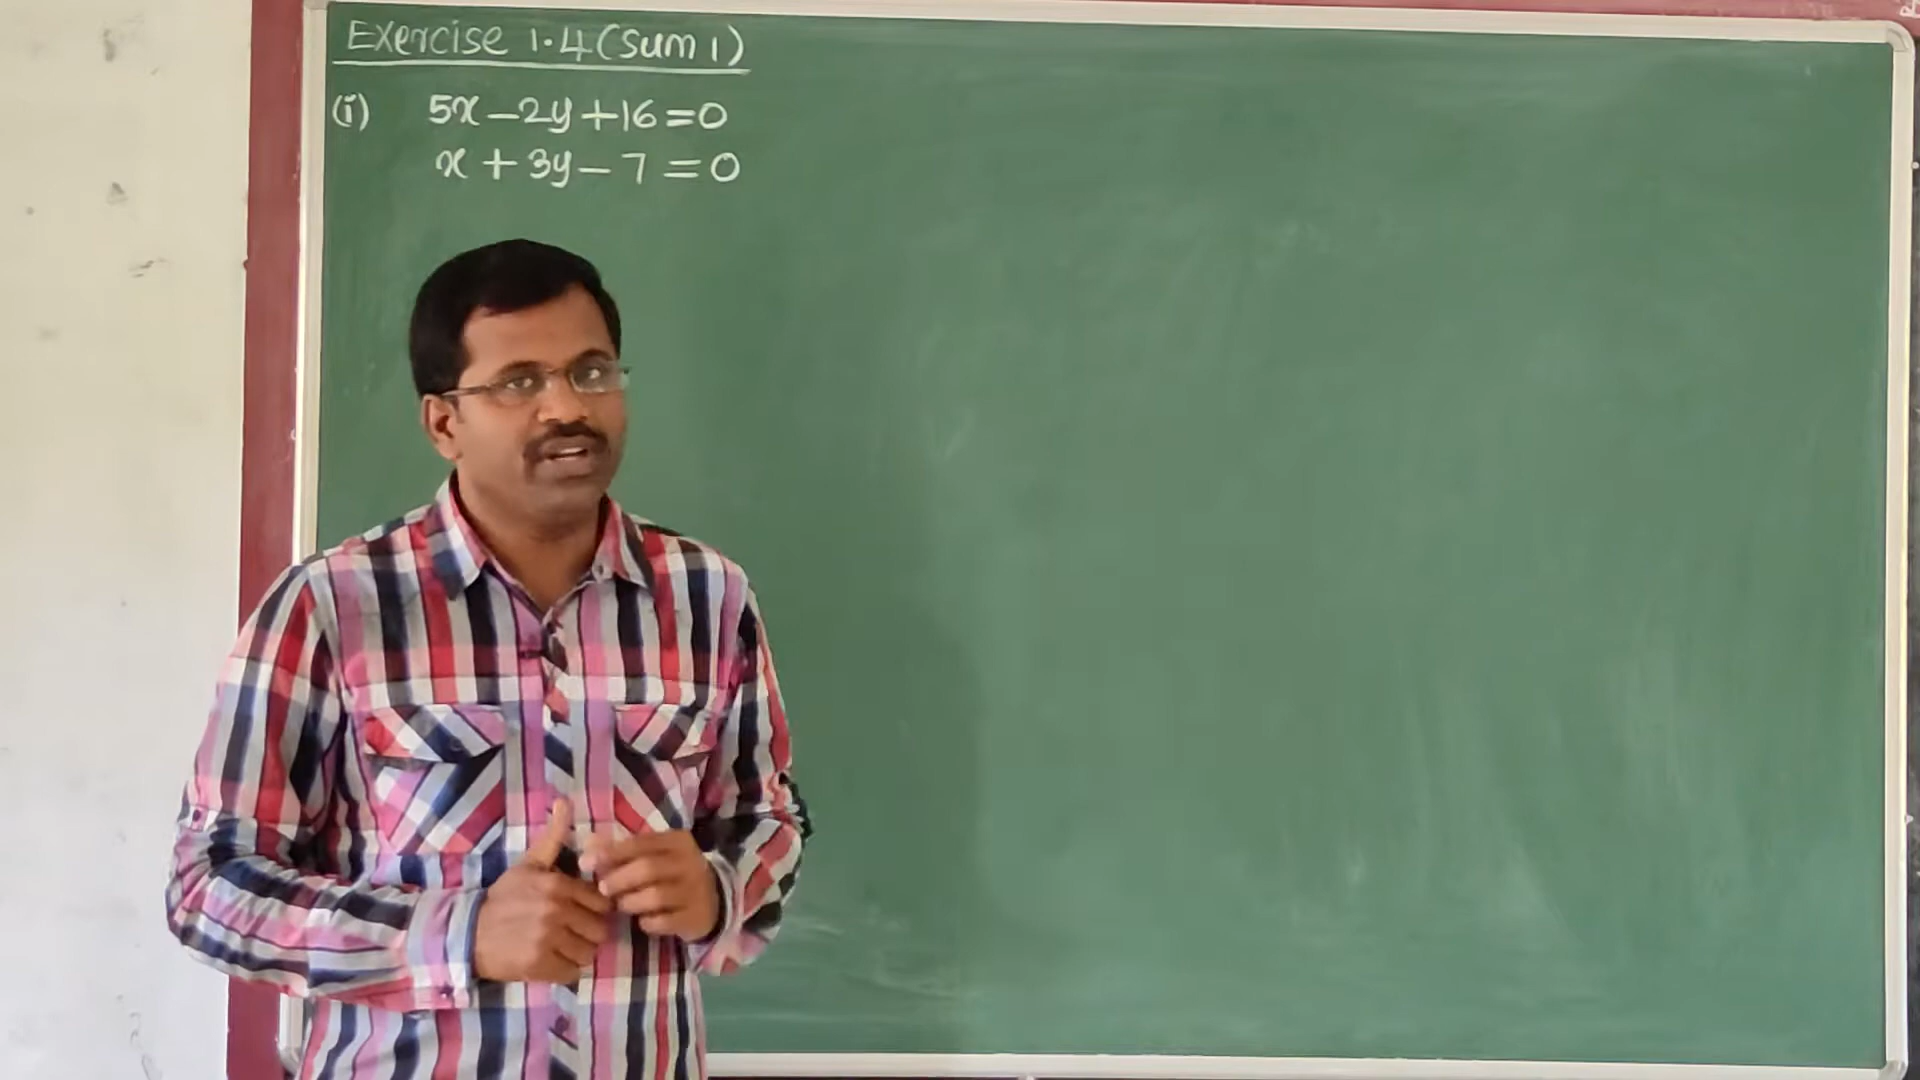 Exercise 1.4 (Sum 1)
(i) 5x - 2y + 16 = 0
x + 3y - 7 = 0